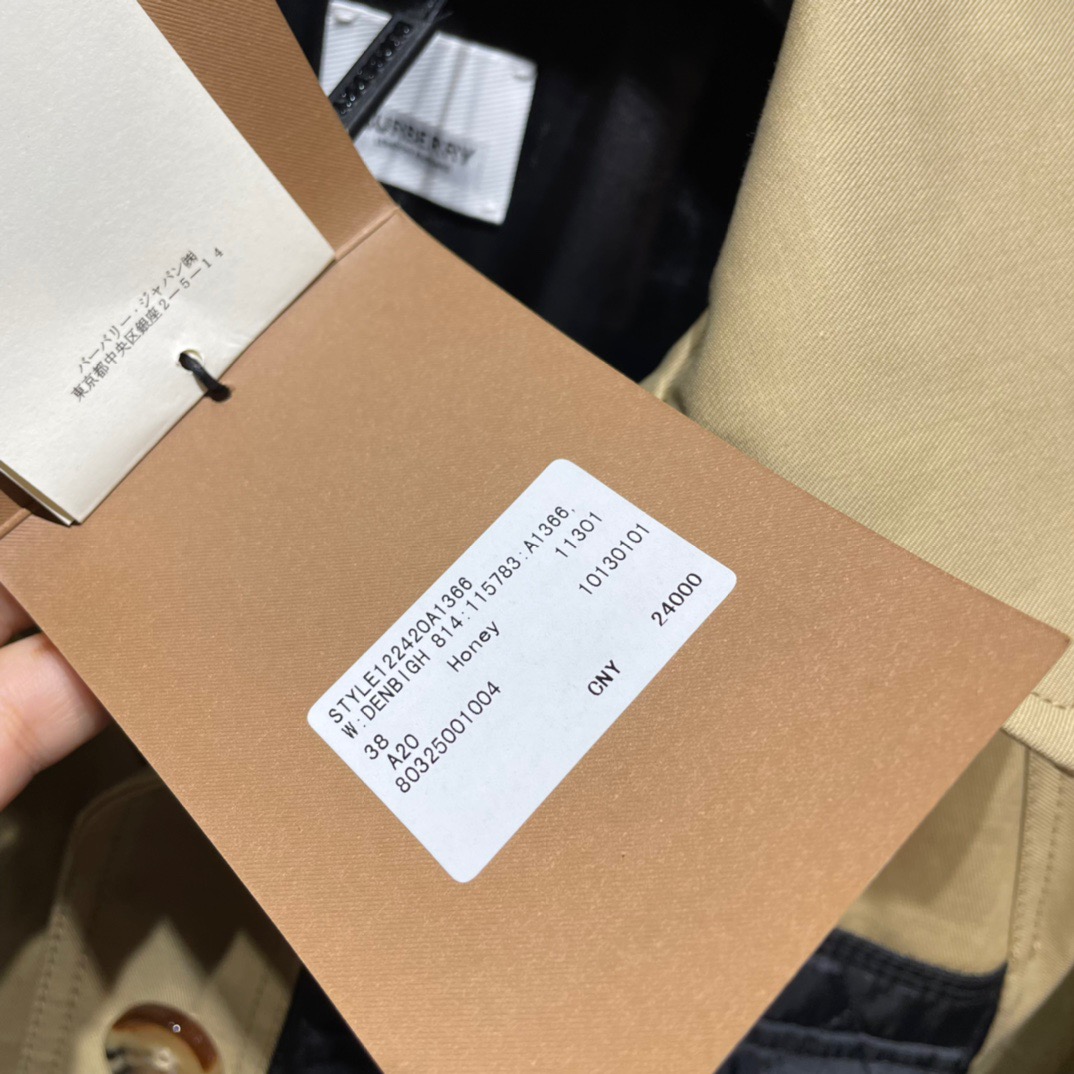 BURBERRY
バーバリー・ジャパン㈱
東京都中央区銀座2－5－14
STYLE122420A1366
W:DENBIGH 814:115783:A1366,
Honey 11301
38
A20 10130101
80325001004
CNY 24000